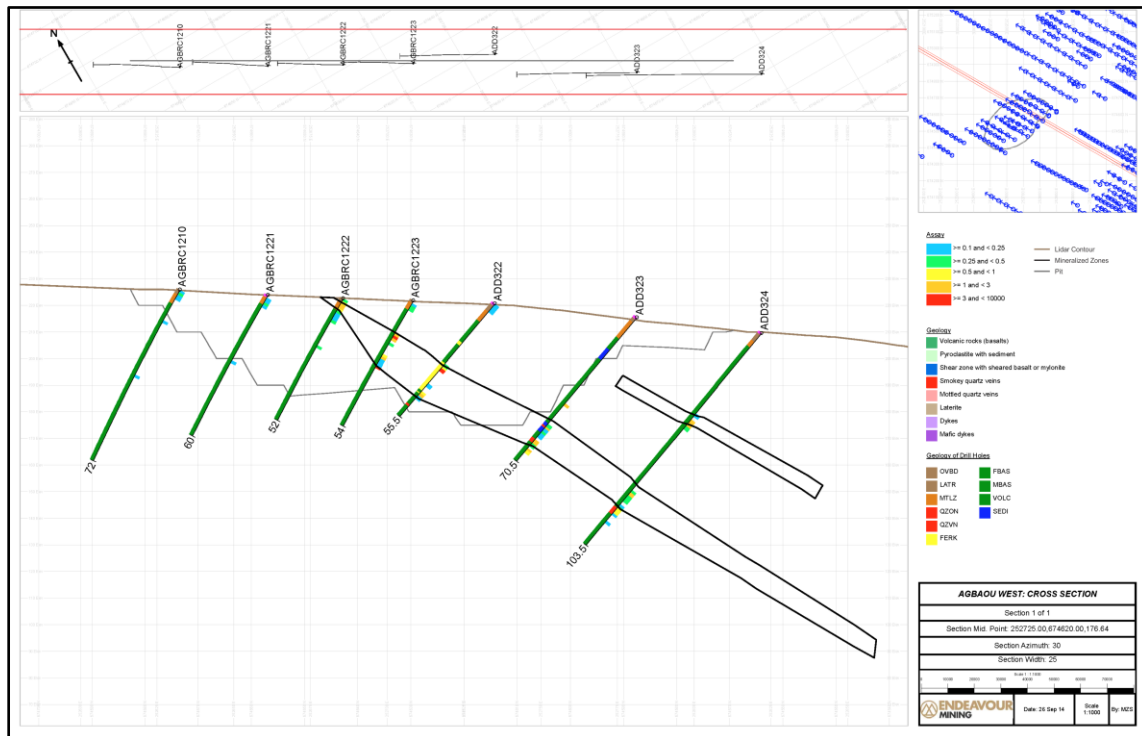 N
AGBRC1210
AGBRC1221
AGBRC1222
AGBRC1223
ADD322
ADD323
ADD324
AGBRC1210
AGBRC1221
AGBRC1222
AGBRC1223
ADD322
ADD323
ADD324
72
60
52
54
55.5
70.5
103.5
Assay
>= 0.1 and < 0.25
>= 0.25 and < 0.5
>= 0.5 and < 1
>= 1 and < 3
>= 3 and < 10000
Lidar Contour
Mineralized Zones
Pit
Geology
Volcanic rocks (basalts)
Pyroclastite with sediment
Shear zone with sheared basalt or mylonite
Smokey quartz veins
Mottled quartz veins
Laterite
Dykes
Mafic dykes
Geology of Drill Holes
OVBD FBAS
LATR MBAS
MTLZ VOLC
QZON SEDI
QZVN
FERK
AGBAOU WEST: CROSS SECTION
Section 1 of 1
Section Mid. Point: 252725.00,674620.00,176.64
Section Azimuth: 30
Section Width: 25
ENDEAVOUR
MINING
Date: 26 Sep 14
Scale
1:1000
By: MZS